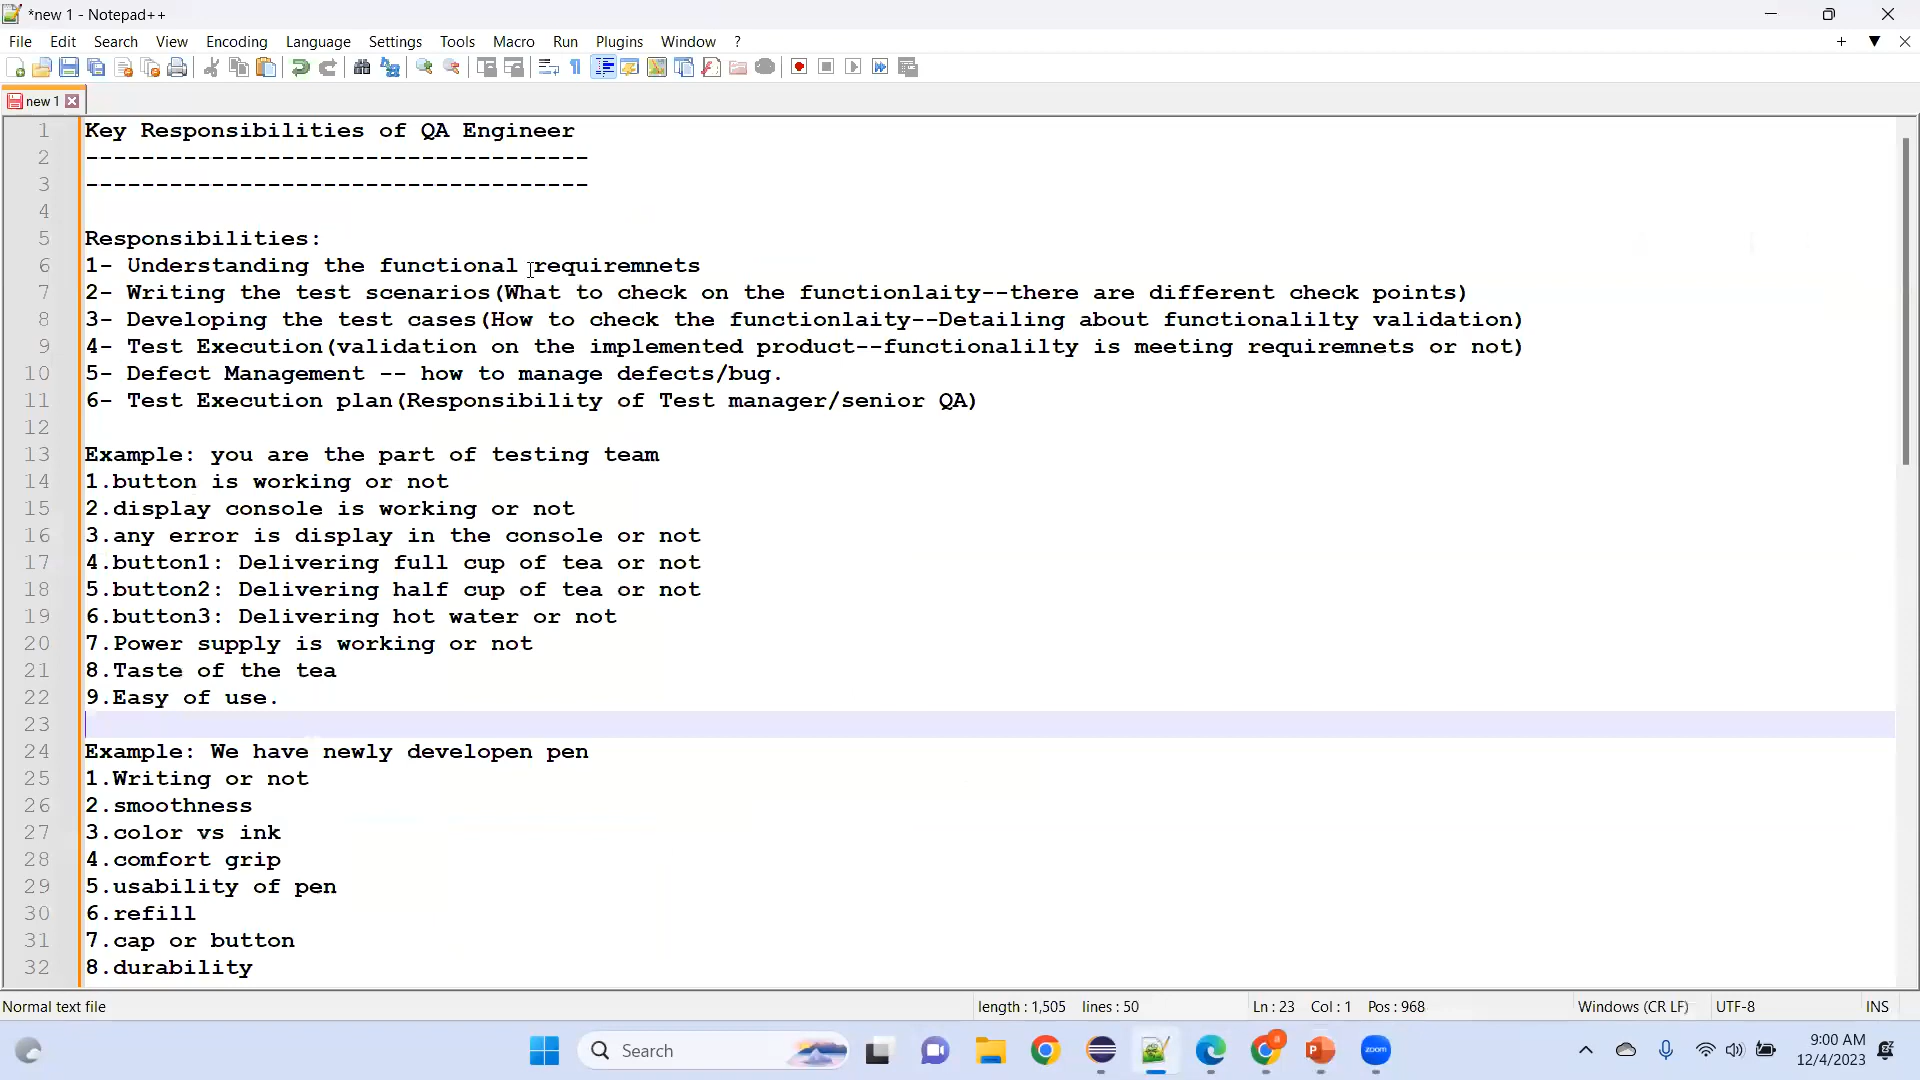 *new 1 - Notepad++
File Edit Search View Encoding Language Settings Tools Macro Run Plugins Window ?
new 1
1 Key Responsibilities of QA Engineer
2 ------------------------------------
3 ------------------------------------
4
5 Responsibilities:
6 1- Understanding the functional requiremnets
7 2- Writing the test scenarios(What to check on the functionlaity--there are different check points)
8 3- Developing the test cases(How to check the functionlaity--Detailing about functionalilty validation)
9 4- Test Execution(validation on the implemented product--functionalilty is meeting requiremnets or not)
10 5- Defect Management -- how to manage defects/bug.
11 6- Test Execution plan(Responsibility of Test manager/senior QA)
12
13 Example: you are the part of testing team
14 1.button is working or not
15 2.display console is working or not
16 3.any error is display in the console or not
17 4.button1: Delivering full cup of tea or not
18 5.button2: Delivering half cup of tea or not
19 6.button3: Delivering hot water or not
20 7.Power supply is working or not
21 8.Taste of the tea
22 9.Easy of use.
23
24 Example: We have newly developen pen
25 1.Writing or not
26 2.smoothness
27 3.color vs ink
28 4.comfort grip
29 5.usability of pen
30 6.refill
31 7.cap or button
32 8.durability
Normal text file length : 1,505 lines : 50 Ln : 23 Col : 1 Pos : 968 Windows (CR LF) UTF-8 INS
Search zoom 9:00 AM
12/4/2023